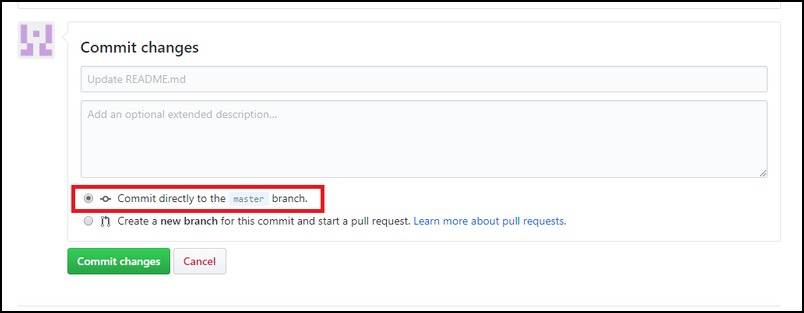 Commit changes
Update README.md
Add an optional extended description...
Commit directly to the master branch.
Create a new branch for this commit and start a pull request. Learn more about pull requests.
Commit changes
Cancel